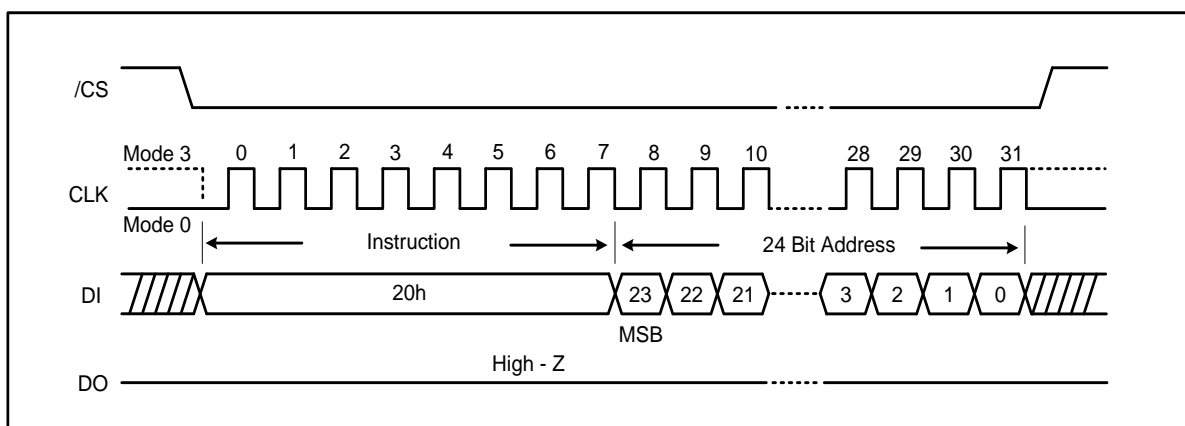 /CS
Mode 3 0 1 2 3 4 5 6 7 8 9 10 28 29 30 31
CLK
Mode 0
Instruction 24 Bit Address
DI 20h 23 22 21 3 2 1 0
MSB
High - Z
DO